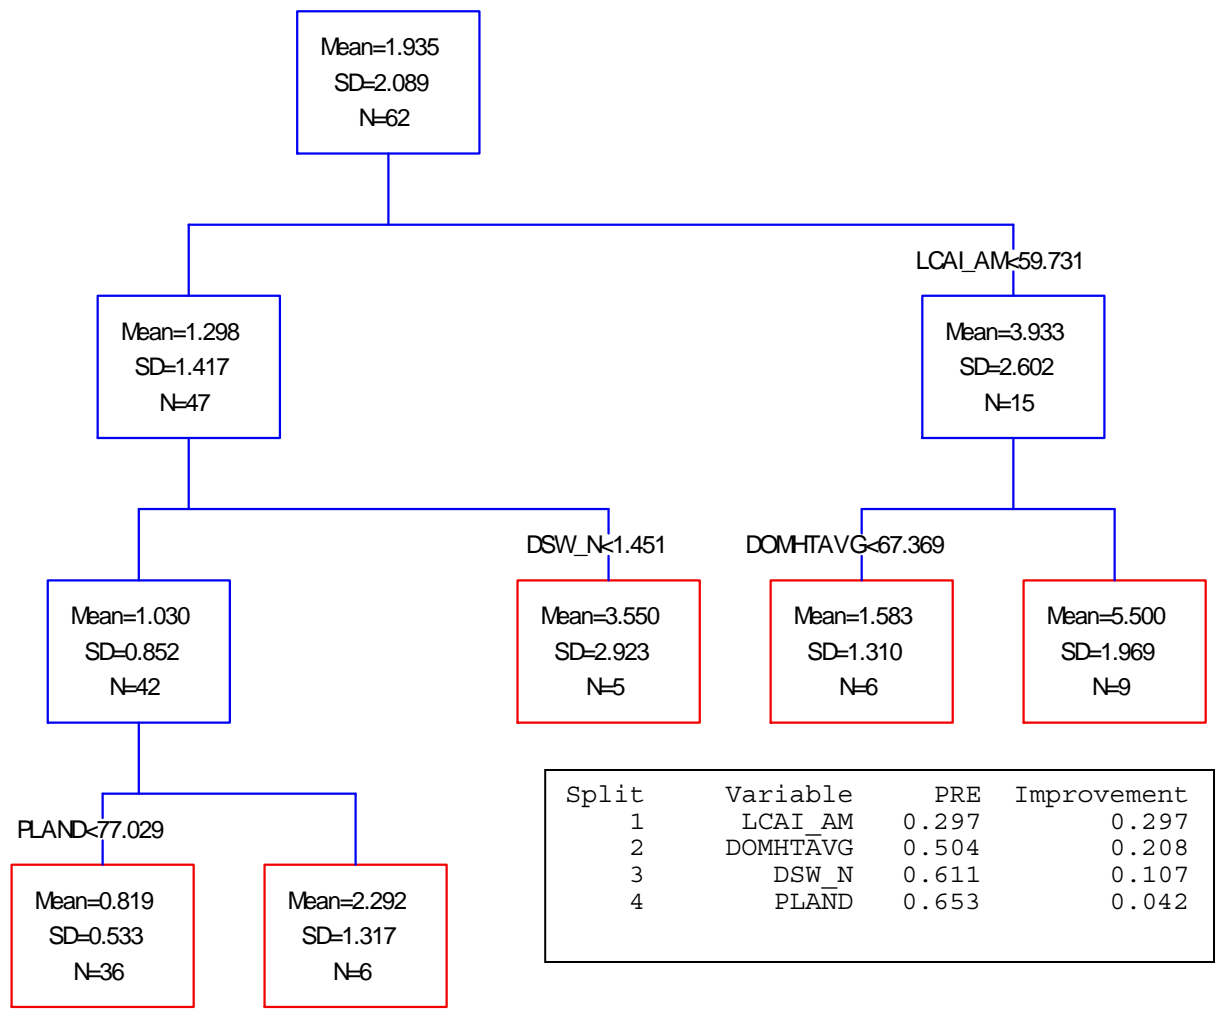 Mean=1.935
SD=2.089
N=62
LCAI_AM<59.731
Mean=1.298
SD=1.417
N=47
Mean=3.933
SD=2.602
N=15
DSW_N<1.451
DOMHTAVG<67.369
Mean=1.030
SD=0.852
N=42
Mean=3.550
SD=2.923
N=5
Mean=1.583
SD=1.310
N=6
Mean=5.500
SD=1.969
N=9
PLAND<77.029
Mean=0.819
SD=0.533
N=36
Mean=2.292
SD=1.317
N=6
Split Variable PRE Improvement
1 LCAI_AM 0.297 0.297
2 DOMHTAVG 0.504 0.208
3 DSW_N 0.611 0.107
4 PLAND 0.653 0.042